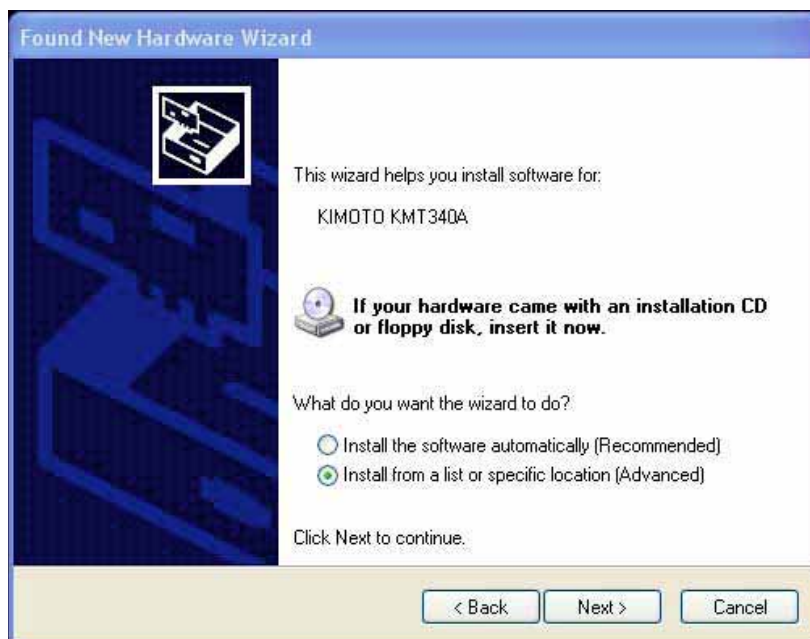 Found New Hardware Wizard
This wizard helps you install software for:
KIMOTO KMT340A
If your hardware came with an installation CD
or floppy disk, insert it now.
What do you want the wizard to do?
Install the software automatically (Recommended)
Install from a list or specific location (Advanced)
Click Next to continue.
< Back Next > Cancel